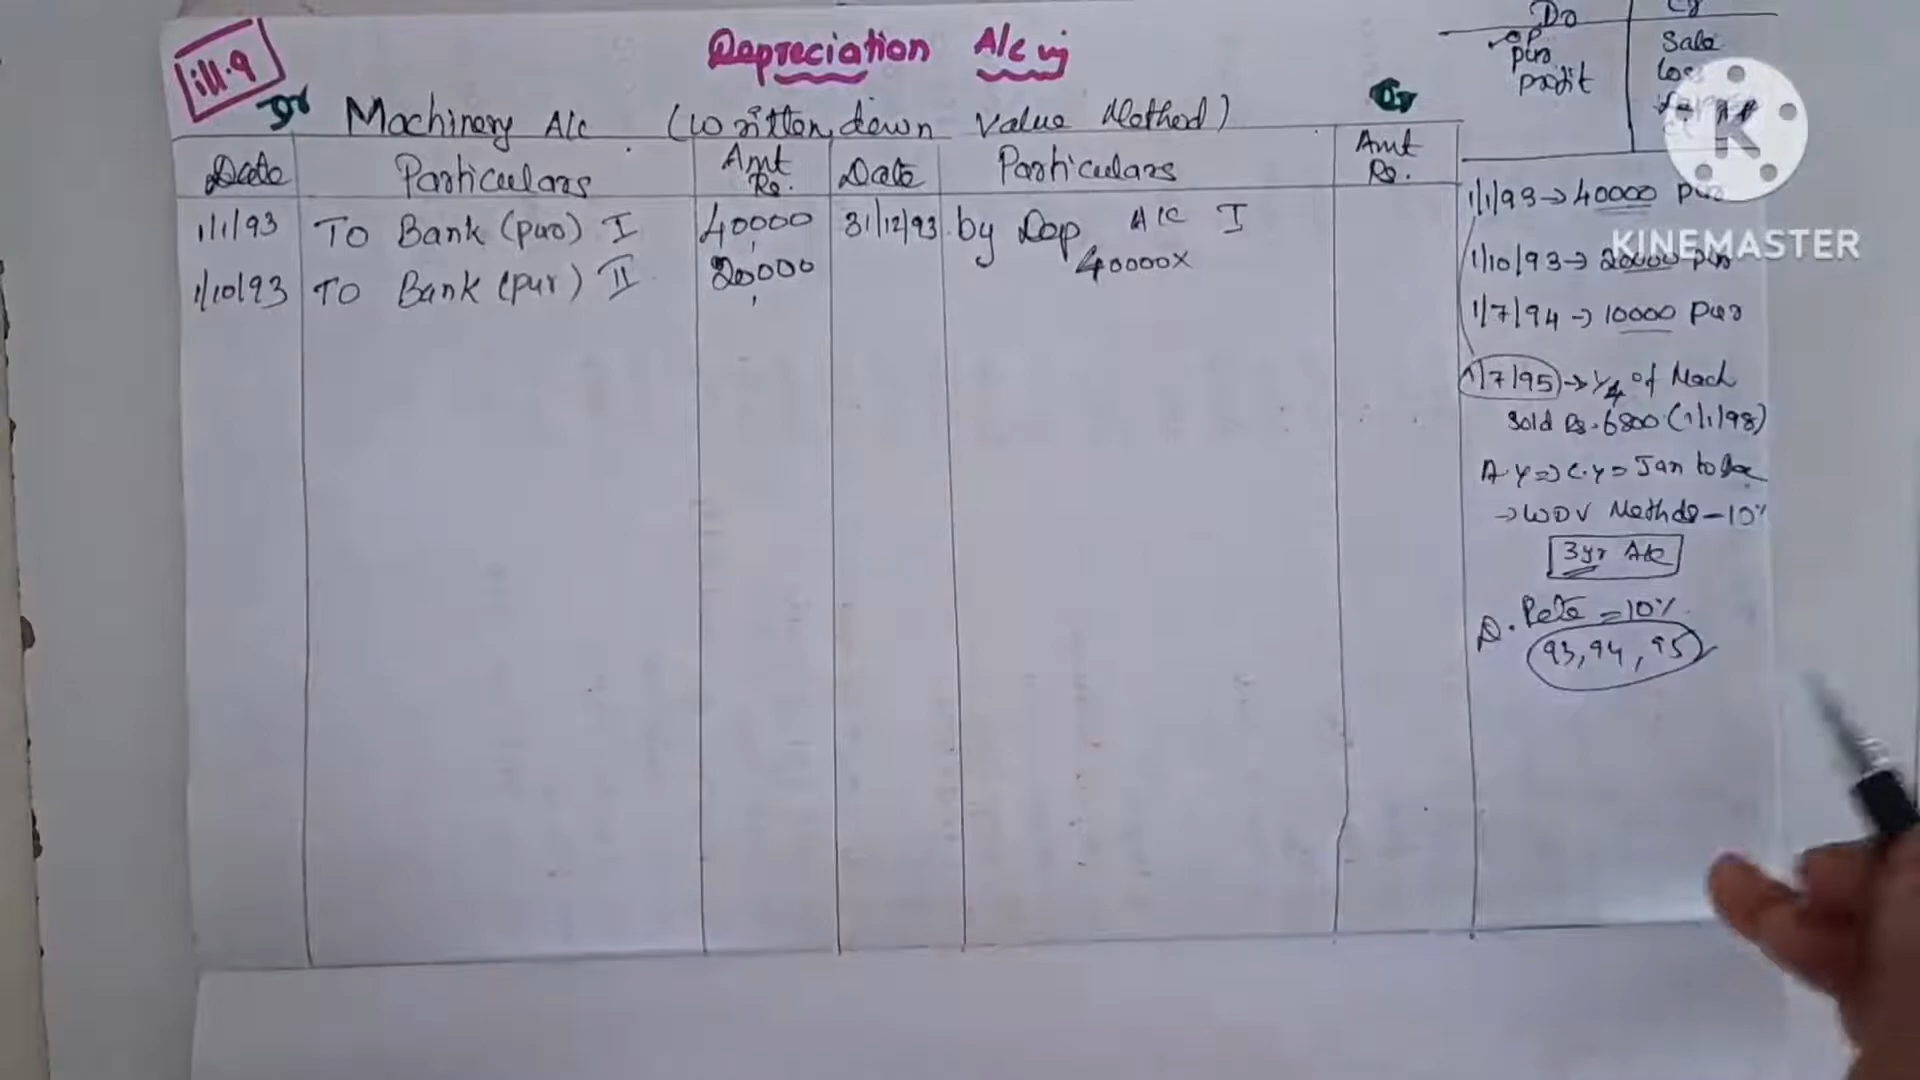 ill.9
Depreciation A/c
Dr Machinery A/c (Written down Value Method) Cr
Date Particulars Amt Rs. Date Particulars Amt Rs.
1/1/93 To Bank (pur) I 40000 31/12/93 by Dep A/c I
40000x
1/10/93 To Bank (pur) II 20000
Dr Cr
op Sale
pur loss
profit
K
KINEMASTER
1/1/93 → 40000 pur
1/10/93 → 20000 pur
1/7/94 → 10000 pur
1/7/95 → 1/4 of Mach
Sold Rs. 6800 (1/1/93)
A.Y => C.Y = Jan to Dec
→ WDV Method - 10%
3yr A/c
D. Rate = 10%
93, 94, 95